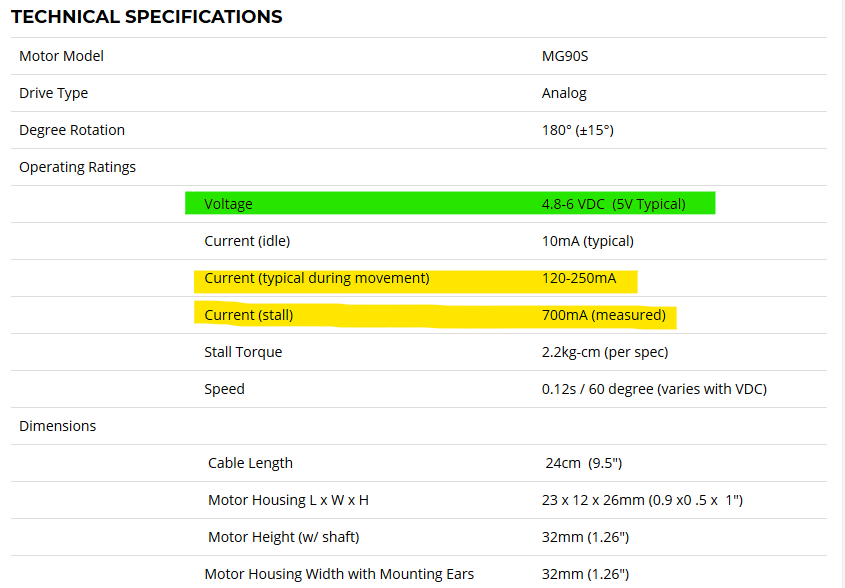 TECHNICAL SPECIFICATIONS
Motor Model MG90S
Drive Type Analog
Degree Rotation 180° (±15°)
Operating Ratings
Voltage 4.8-6 VDC (5V Typical)
Current (idle) 10mA (typical)
Current (typical during movement) 120-250mA
Current (stall) 700mA (measured)
Stall Torque 2.2kg-cm (per spec)
Speed 0.12s / 60 degree (varies with VDC)
Dimensions
Cable Length 24cm (9.5")
Motor Housing L x W x H 23 x 12 x 26mm (0.9 x0 .5 x 1")
Motor Height (w/ shaft) 32mm (1.26")
Motor Housing Width with Mounting Ears 32mm (1.26")